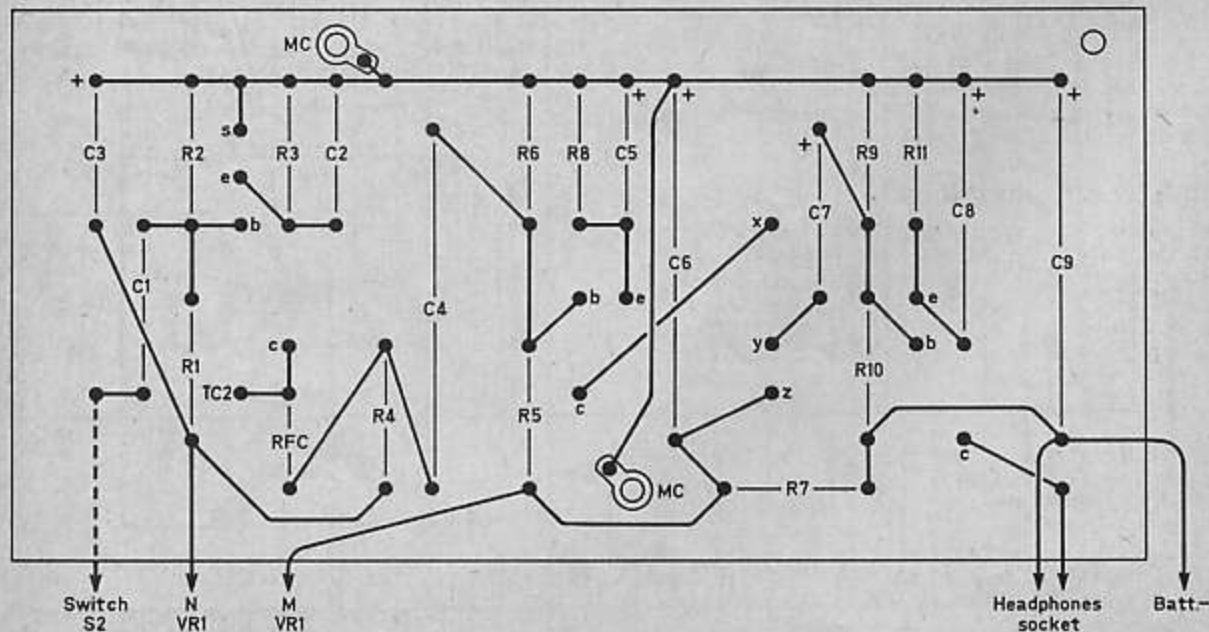 MC
+
+ + + +
s
C3 R2 R3 C2 R6 R8 C5 + R9 R11
e
b x C7 C8
C1 C6 C9
C4 b e e
c y b
R1 R10
TC2 R4 R5 c z
RFC c
MC R7
Switch N M Headphones Batt.–
S2 VR1 VR1 socket